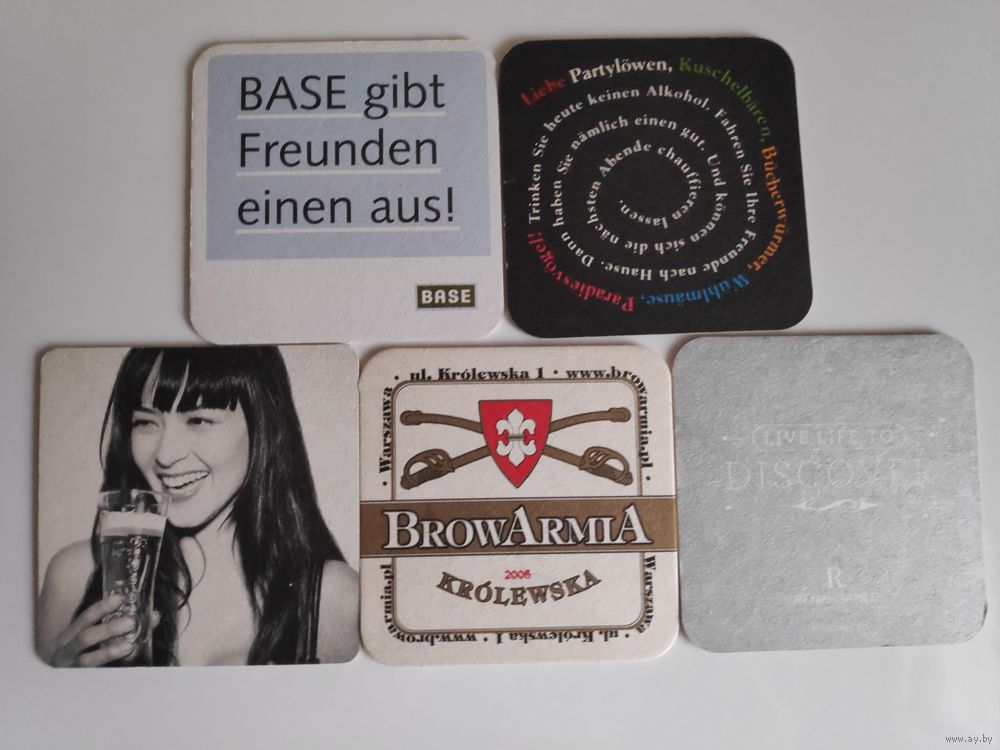 BASE gibt
Freunden
einen aus!
BASE
Liebe Partylöwen, Kuschelbären, Bücherwürmer, Wühlmäuse, Paradiesvögel!
Trinken Sie heute keinen Alkohol. Fahren Sie Ihre Freunde nach Hause. Dann
haben Sie nämlich einen gut. Und können sich die nächsten Abende chauffieren lassen.
· ul. Królewska 1 · www.browarmia.pl ·
Warszawa
BROWARMIA
2005
KRÓLEWSKA
Warszawa
· ul. Królewska 1 · www.browarmia.pl
LIVE LIFE TO
DISCOVER
R
RENAISSANCE
www.ay.by